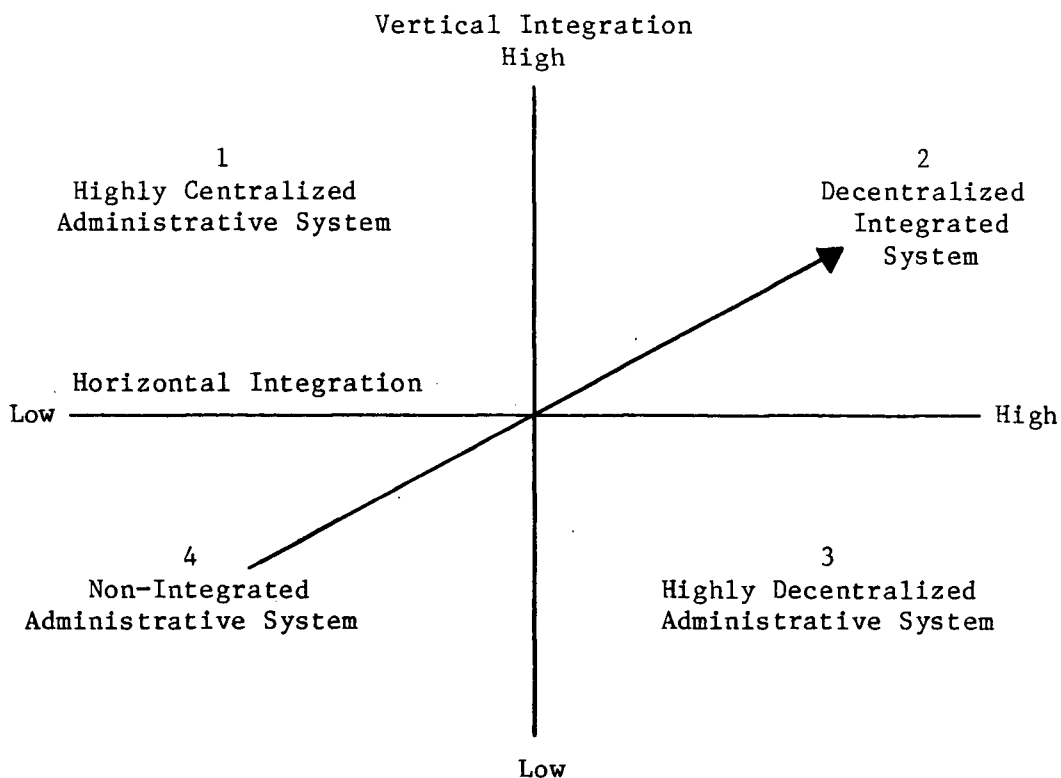 Vertical Integration
High
1
Highly Centralized
Administrative System
2
Decentralized
Integrated
System
Horizontal Integration
Low
High
4
Non-Integrated
Administrative System
3
Highly Decentralized
Administrative System
Low